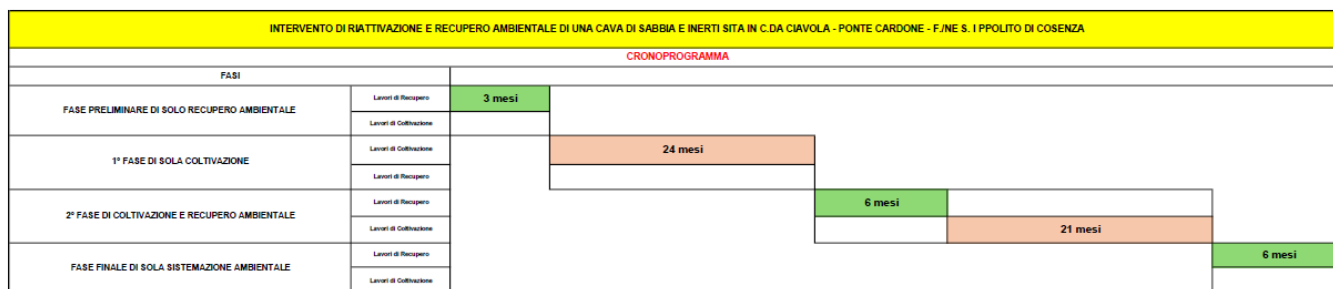 INTERVENTO DI RIATTIVAZIONE E RECUPERO AMBIENTALE DI UNA CAVA DI SABBIA E INERTI SITA IN C.DA CIAVOLA - PONTE CARDONE - F./NE S. I PPOLITO DI COSENZA
CRONOPROGRAMMA
FASI
FASE PRELIMINARE DI SOLO RECUPERO AMBIENTALE
Lavori di Recupero
3 mesi
Lavori di Coltivazione
1° FASE DI SOLA COLTIVAZIONE
Lavori di Coltivazione
24 mesi
Lavori di Recupero
2° FASE DI COLTIVAZIONE E RECUPERO AMBIENTALE
Lavori di Recupero
6 mesi
Lavori di Coltivazione
21 mesi
FASE FINALE DI SOLA SISTEMAZIONE AMBIENTALE
Lavori di Recupero
6 mesi
Lavori di Coltivazione